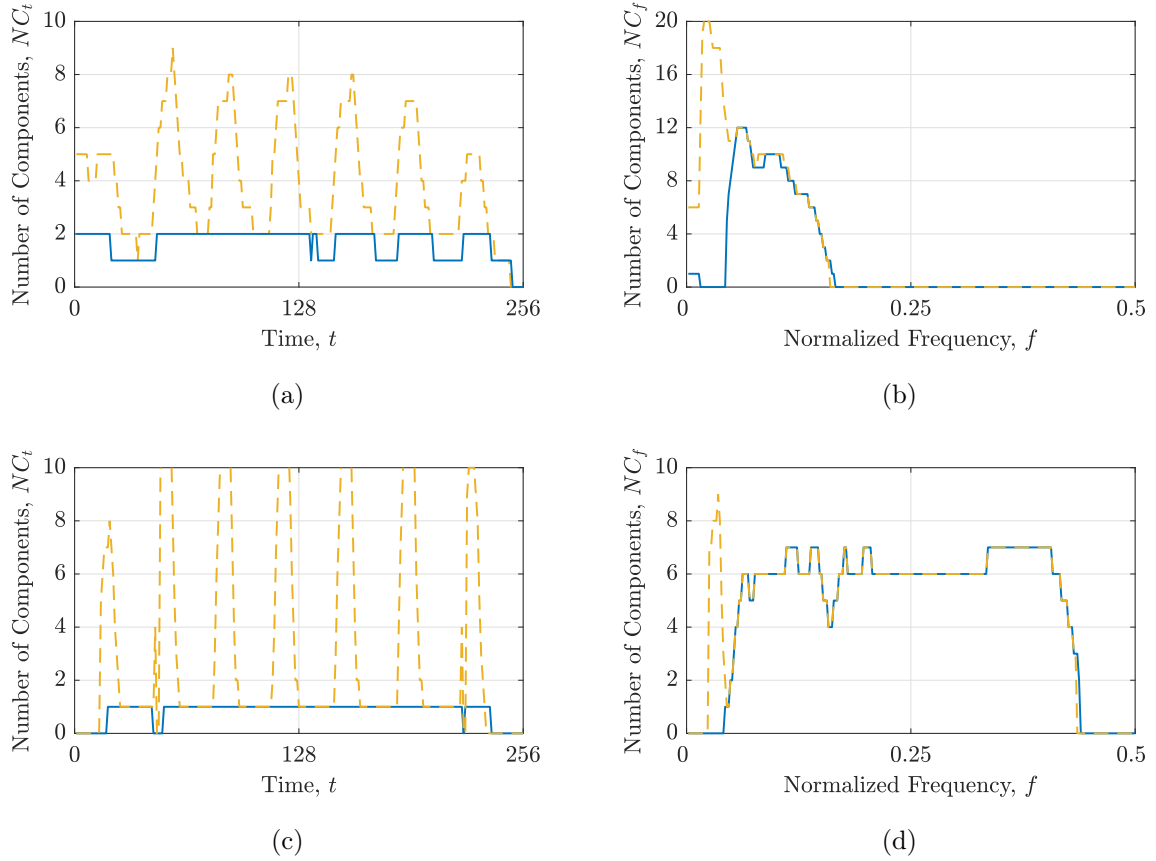 10
8
6
4
2
0
Number of Components, NC_t
0 128 256
Time, t
(a)
20
16
12
8
4
0
Number of Components, NC_f
0 0.25 0.5
Normalized Frequency, f
(b)
10
8
6
4
2
0
Number of Components, NC_t
0 128 256
Time, t
(c)
10
8
6
4
2
0
Number of Components, NC_f
0 0.25 0.5
Normalized Frequency, f
(d)